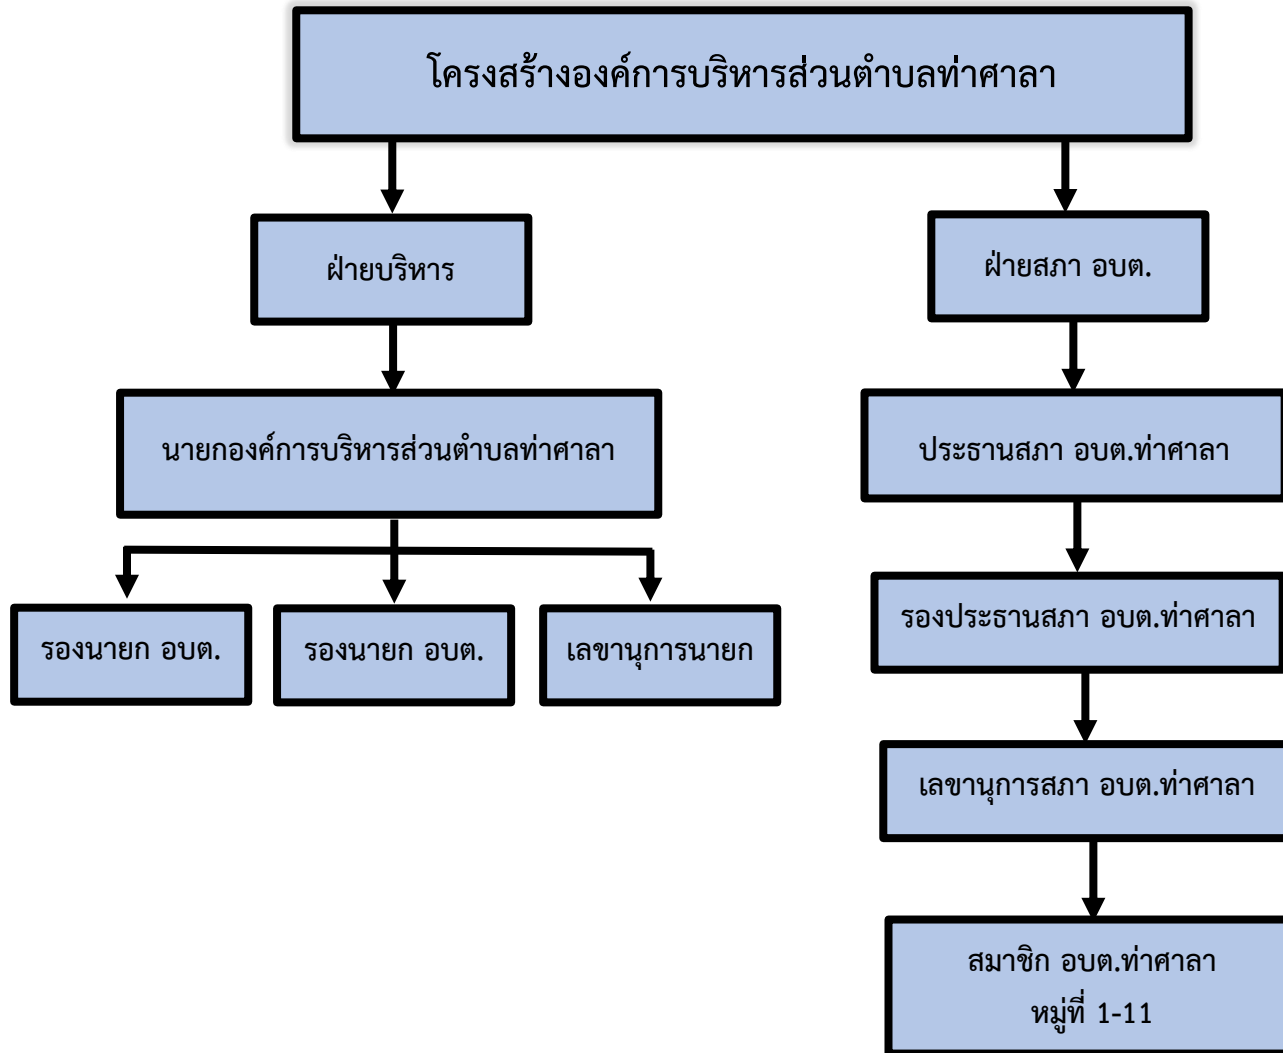 โครงสร้างองค์การบริหารส่วนตำบลท่าศาลา
ฝ่ายบริหาร
ฝ่ายสภา อบต.
นายกองค์การบริหารส่วนตำบลท่าศาลา
ประธานสภา อบต.ท่าศาลา
รองประธานสภา อบต.ท่าศาลา
รองนายก อบต.
รองนายก อบต.
เลขานุการนายก
เลขานุการสภา อบต.ท่าศาลา
สมาชิก อบต.ท่าศาลา
หมู่ที่ 1-11